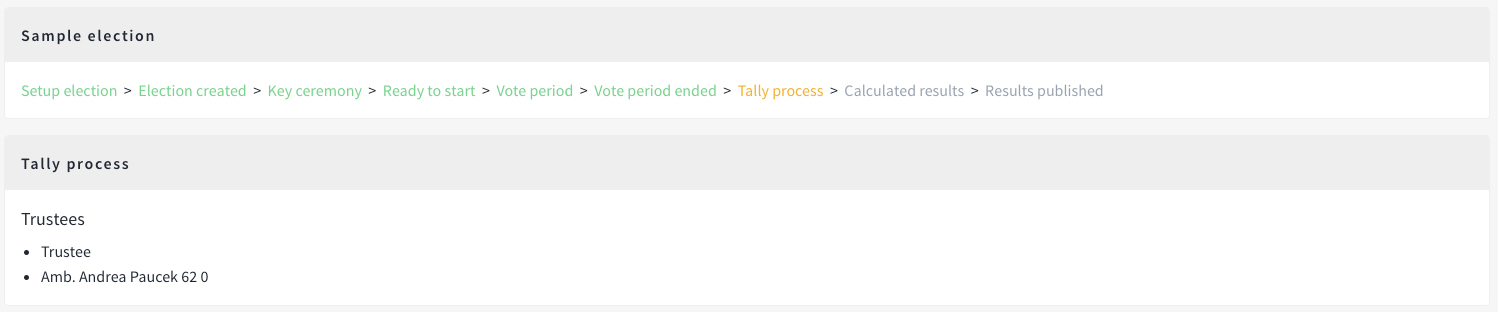 Sample election
Setup election > Election created > Key ceremony > Ready to start > Vote period > Vote period ended > Tally process > Calculated results > Results published
Tally process
Trustees
• Trustee
• Amb. Andrea Paucek 62 0